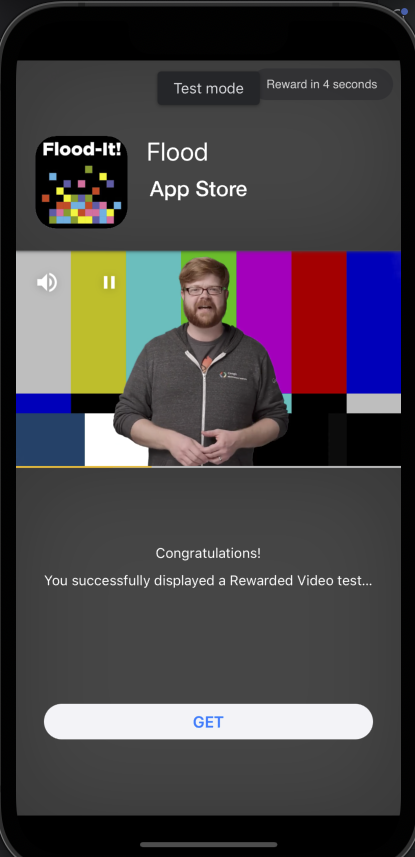 Test mode
Reward in 4 seconds
Flood-It!
Flood
App Store
Congratulations!
You successfully displayed a Rewarded Video test...
GET